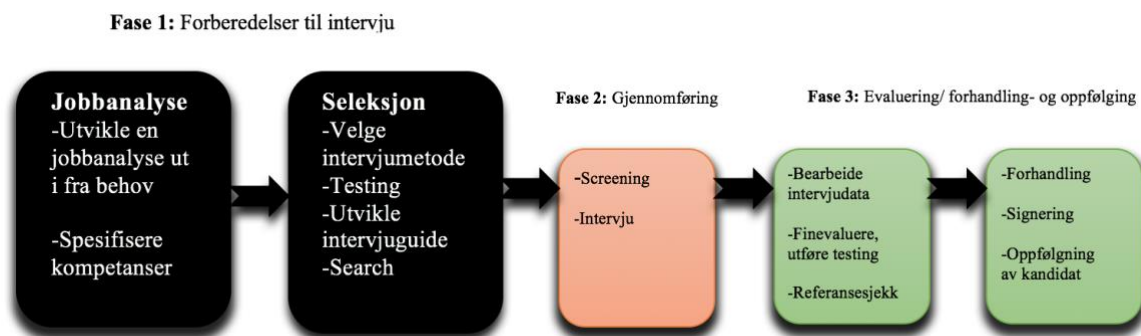 Fase 1: Forberedelser til intervju
Jobbanalyse
-Utvikle en
jobbanalyse ut
i fra behov
-Spesifisere
kompetanser
Seleksjon
-Velge
intervjumetode
-Testing
-Utvikle
intervjuguide
-Search
Fase 2: Gjennomføring
-Screening
-Intervju
Fase 3: Evaluering/ forhandling- og oppfølging
-Bearbeide
intervjudata
-Finevaluere,
utføre testing
-Referansesjekk
-Forhandling
-Signering
-Oppfølgning
av kandidat